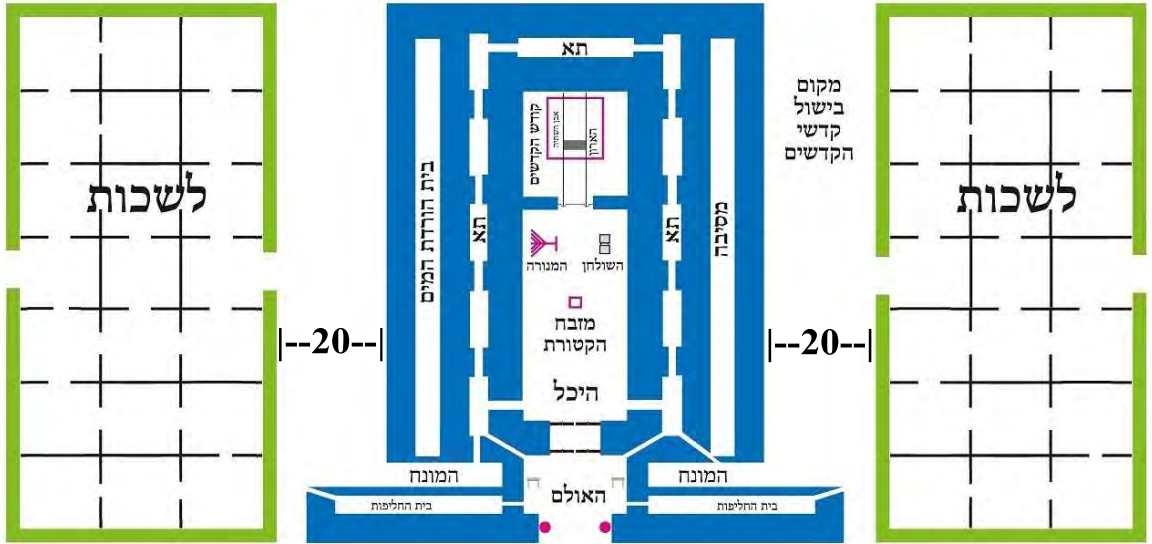 תא
מקום
בישול
קדשי
הקדשים
קודש הקדשים
אבן השתיה
הארון
לשכות
לשכות
בית הורדת המים
תא
תא
מסיבה
המנורה
השולחן
מזבח
הקטורת
|--20--|
|--20--|
היכל
המונח
המונח
האולם
בית החליפות
בית החליפות